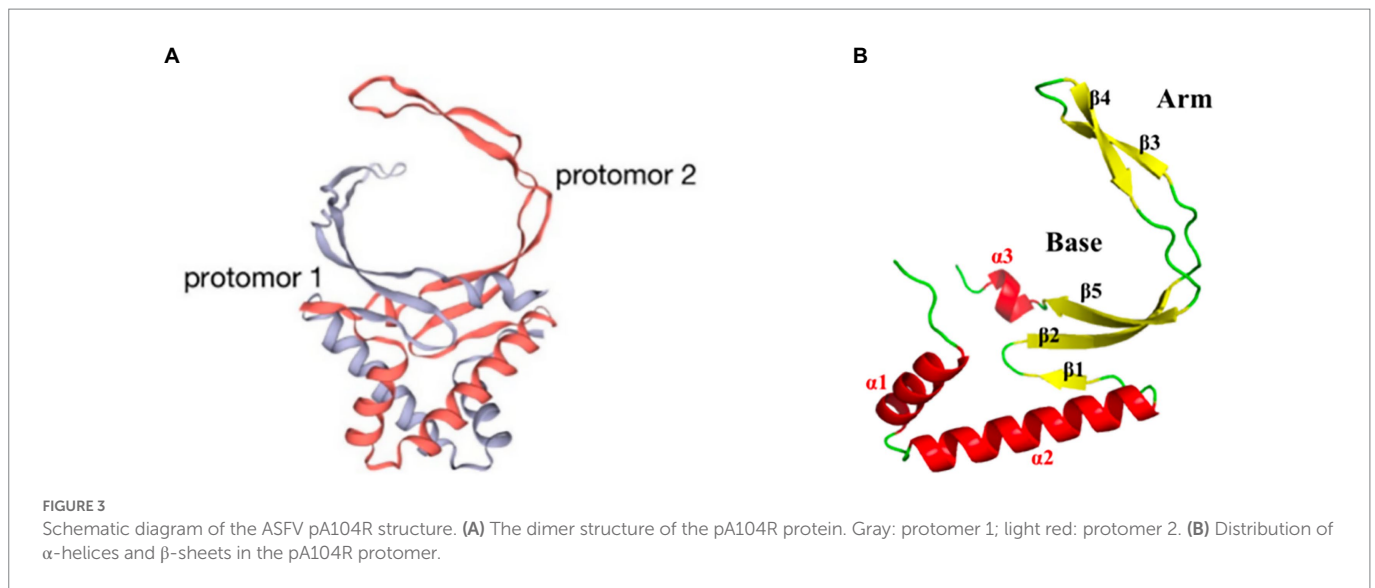 A
protomor 2
protomor 1
B
β4
Arm
β3
Base
α3
β5
β2
α1
β1
α2
FIGURE 3
Schematic diagram of the ASFV pA104R structure. (A) The dimer structure of the pA104R protein. Gray: protomer 1; light red: protomer 2. (B) Distribution of
α-helices and β-sheets in the pA104R protomer.